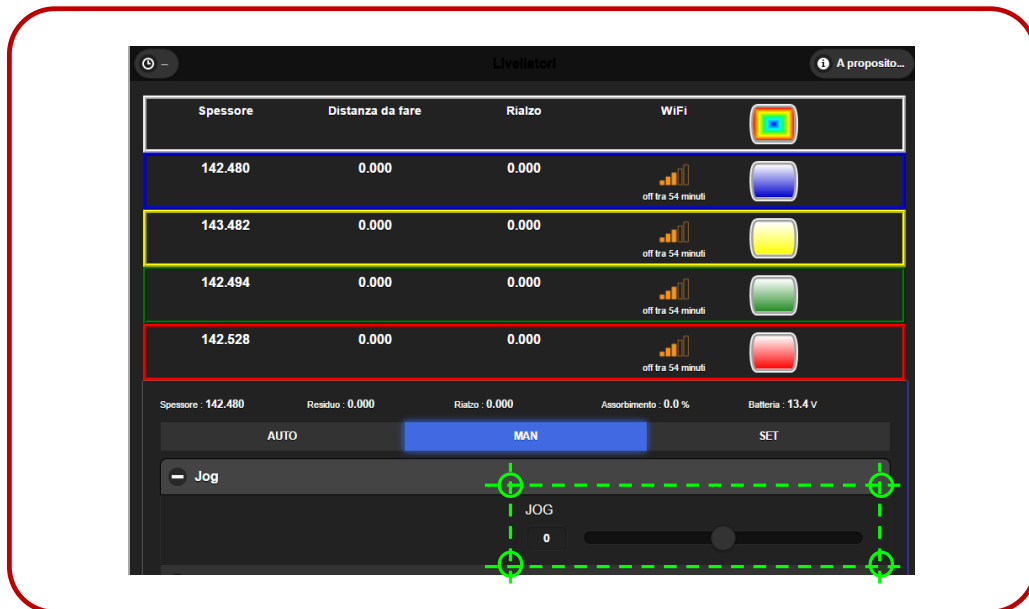 – Livellatori A proposito...
Spessore Distanza da fare Rialzo WiFi
142.480 0.000 0.000
off tra 54 minuti
143.482 0.000 0.000
off tra 54 minuti
142.494 0.000 0.000
off tra 54 minuti
142.528 0.000 0.000
off tra 54 minuti
Spessore : 142.480 Residuo : 0.000 Rialzo : 0.000 Assorbimento : 0.0 % Batteria : 13.4 V
AUTO MAN SET
Jog
JOG
0